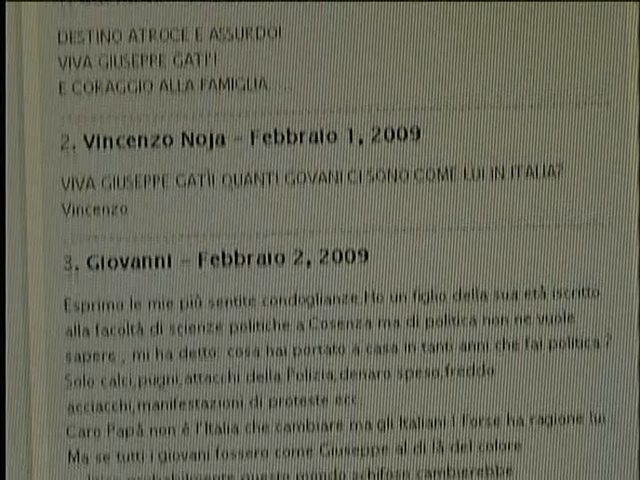 DESTINO ATROCE E ASSURDO!
VIVA GIUSEPPE GATI'!
E CORAGGIO ALLA FAMIGLIA....
2. Vincenzo Noja – Febbraio 1, 2009
VIVA GIUSEPPE GATÌ! QUANTI GOVANI CI SONO COME LUI IN ITALIA?
Vincenzo
3. Giovanni – Febbraio 2, 2009
Esprimo le mie più sentite condoglianze.Ho un figlio della sua età iscritto
alla facoltà di scienze politiche a Cosenza ma di politica non ne vuole
sapere , mi ha detto: cosa hai portato a casa in tanti anni che fai politica ?
Solo calci,pugni,attacchi della Polizia,denaro speso,freddo
acciacchi,manifestazioni di proteste ecc.
Caro Papà non è l'Italia che cambiare ma gli Italiani ! Forse ha ragione lui
Ma se tutti i giovani fossero come Giuseppe al di là del colore
probabilmente questo mondo schifoso cambierebbe